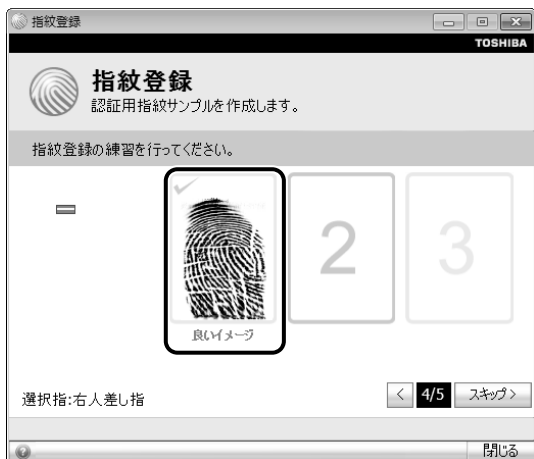 指紋登録
TOSHIBA
指紋登録
認証用指紋サンプルを作成します。
指紋登録の練習を行ってください。
2
3
良いイメージ
選択指:右人差し指
< 4/5 スキップ >
? 閉じる